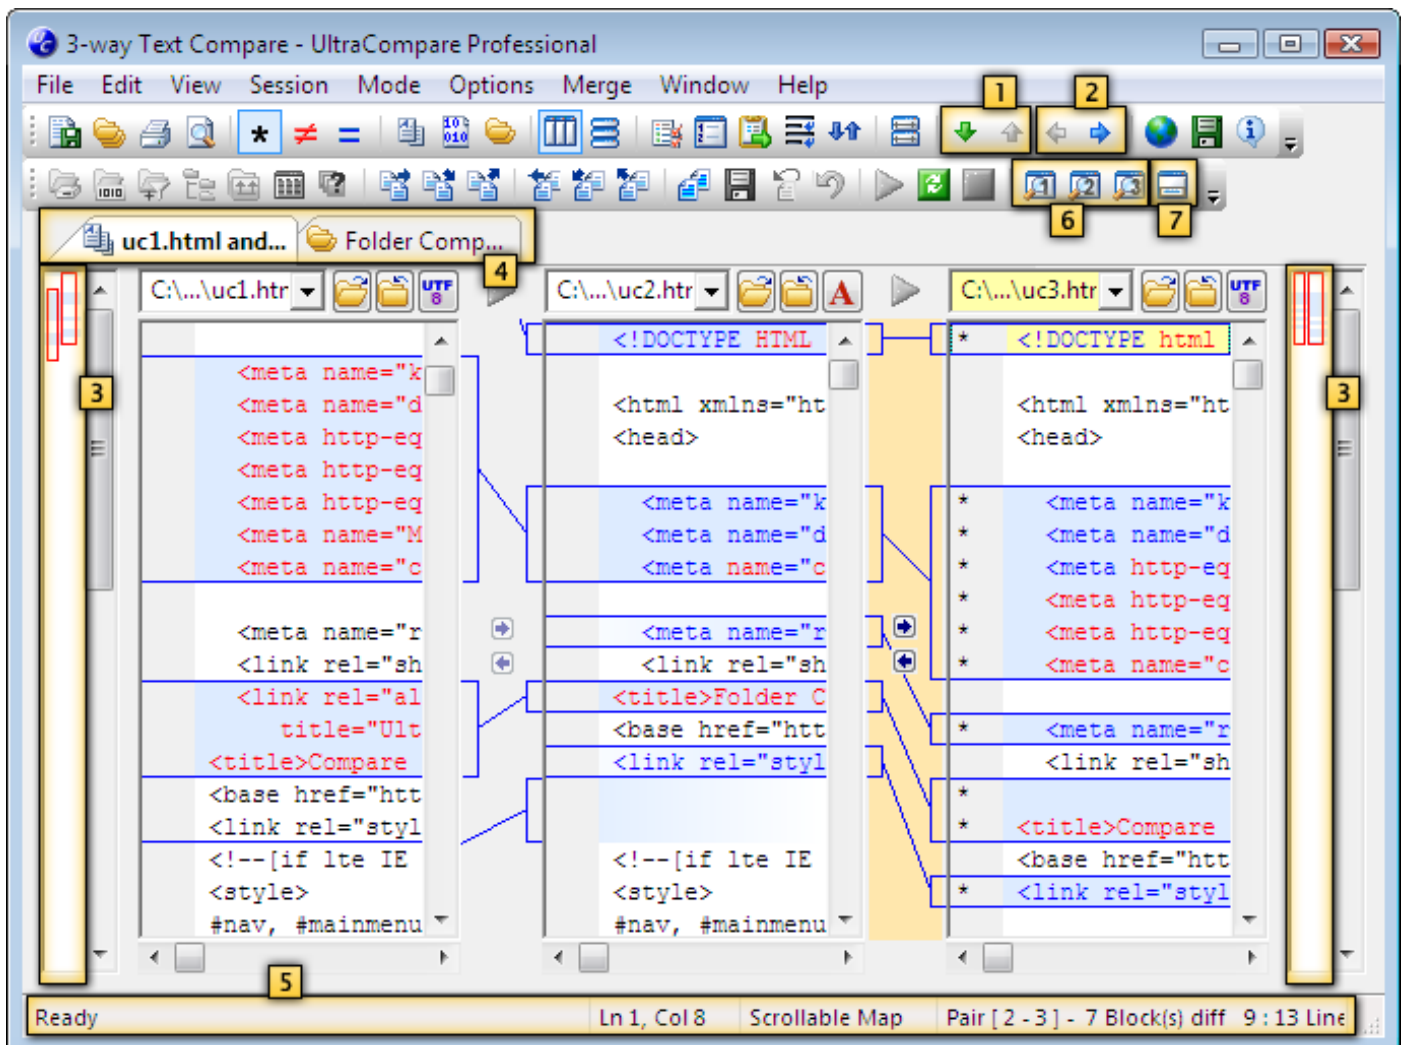 3-way Text Compare - UltraCompare Professional
File Edit View Session Mode Options Merge Window Help
1 2
6 7
uc1.html and... Folder Comp...
4
C:\...\uc1.htr UTF 8 C:\...\uc2.htr A C:\...\uc3.htr UTF 8
3 3
<meta name="k
<meta name="d
<meta http-eq
<meta http-eq
<meta http-eq
<meta name="M
<meta name="c
<meta name="r
<link rel="sh
<link rel="al
title="Ult
<title>Compare
<base href="htt
<link rel="styl
<!--[if lte IE
<style>
#nav, #mainmenu
<!DOCTYPE HTML
<html xmlns="ht
<head>
<meta name="k
<meta name="d
<meta name="c
<meta name="r
<link rel="sh
<title>Folder C
<base href="htt
<link rel="styl
<!--[if lte IE
<style>
#nav, #mainmenu
* <!DOCTYPE html
<html xmlns="ht
<head>
* <meta name="k
* <meta name="d
* <meta http-eq
* <meta http-eq
* <meta http-eq
* <meta name="c
* <meta name="r
<link rel="sh
*
* <title>Compare
<base href="htt
* <link rel="styl
5
Ready Ln 1, Col 8 Scrollable Map Pair [ 2 - 3 ] - 7 Block(s) diff 9 : 13 Line